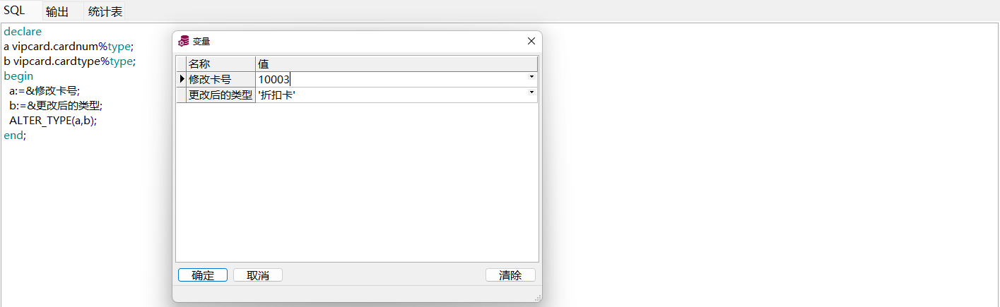 SQL 输出 统计表
declare
a vipcard.cardnum%type;
b vipcard.cardtype%type;
begin
a:=&修改卡号;
b:=&更改后的类型;
ALTER_TYPE(a,b);
end;
变量
名称 值
修改卡号 10003
更改后的类型 '折扣卡'
确定 取消 清除